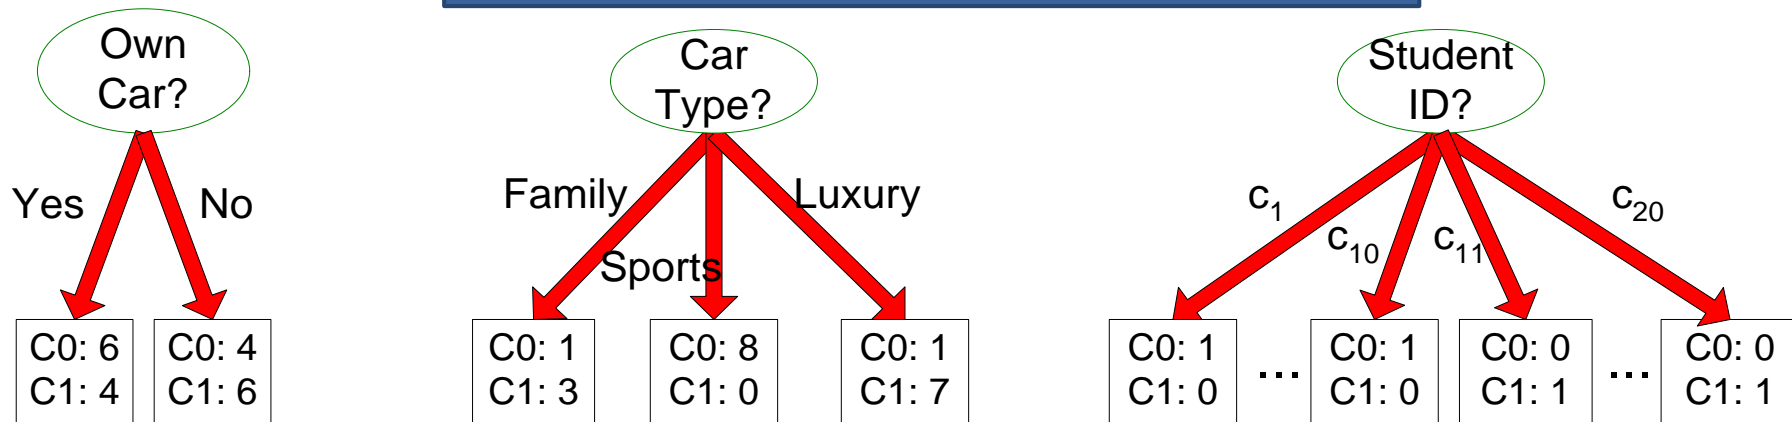 Own
Car?
Yes
No
C0: 6
C1: 4
C0: 4
C1: 6
Car
Type?
Family
Sports
Luxury
C0: 1
C1: 3
C0: 8
C1: 0
C0: 1
C1: 7
Student
ID?
c1
c10
c11
c20
C0: 1
C1: 0
...
C0: 1
C1: 0
C0: 0
C1: 1
...
C0: 0
C1: 1